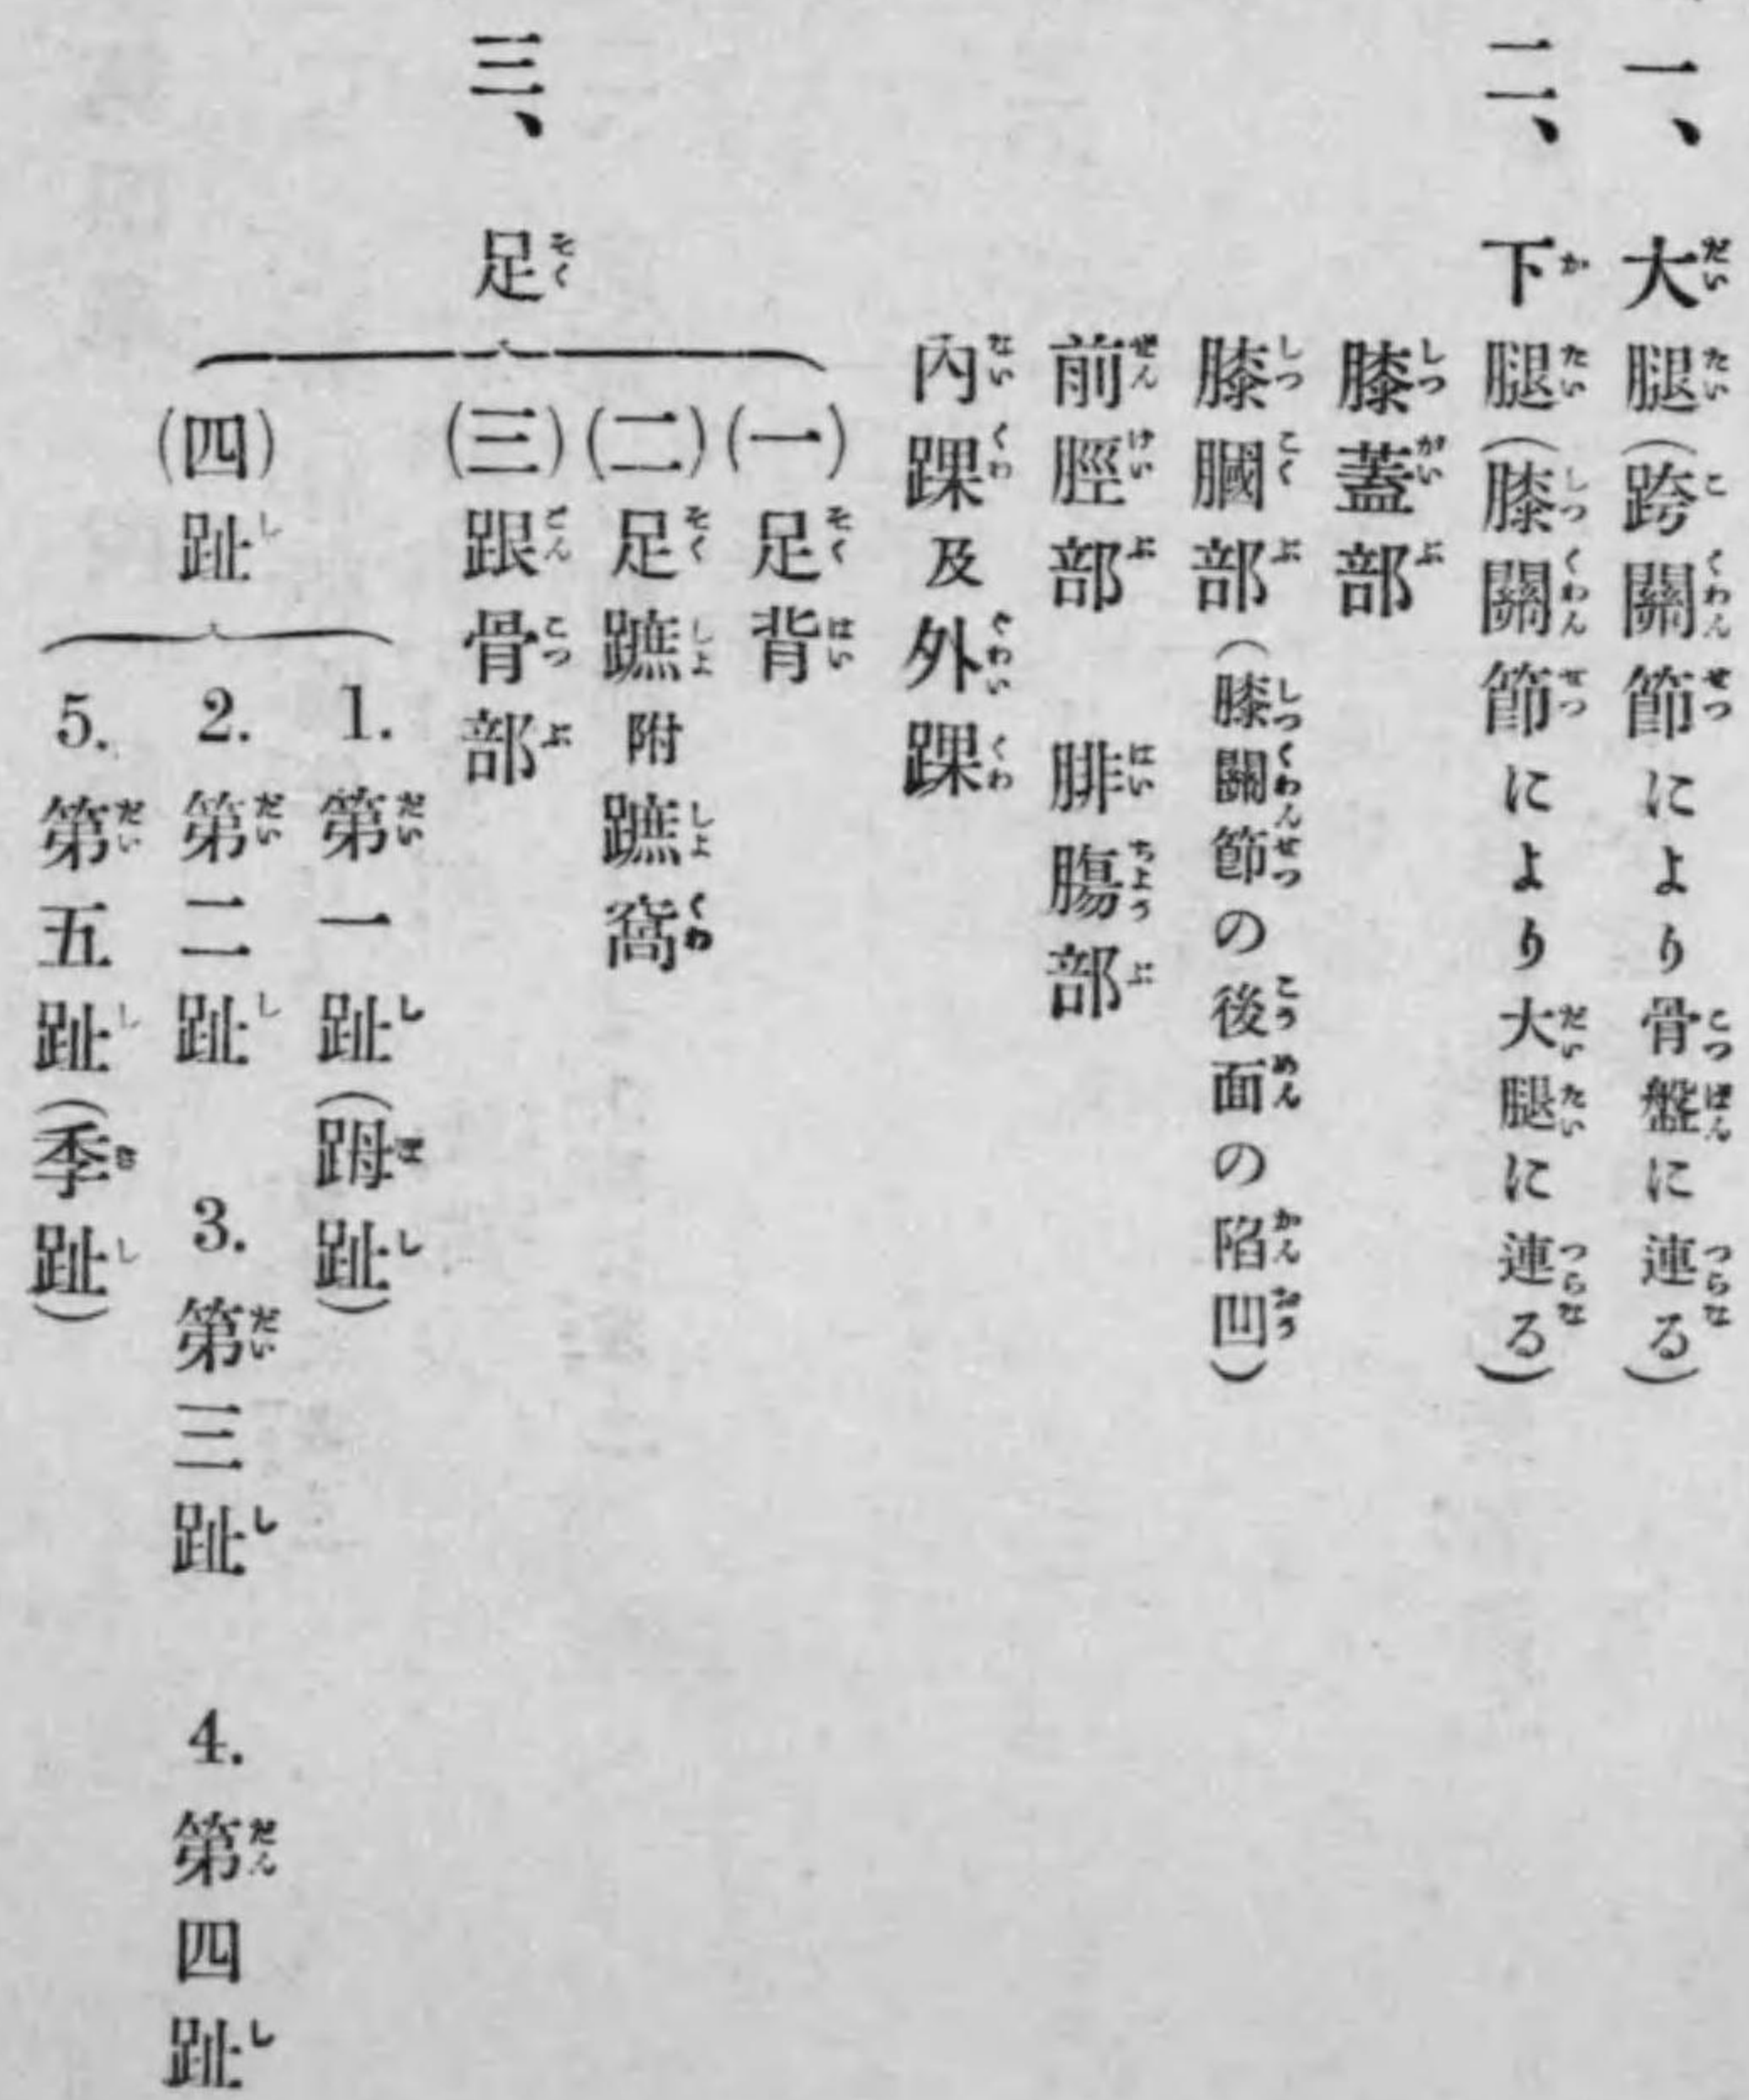 一、大腿(跨關節により骨盤に連る)
二、下腿(膝關節により大腿に連る)
膝蓋部
膝膕部(膝關節の後面の陷凹)
前脛部　腓腸部
內踝及外踝
三、足
(一)足背
(二)足蹠附蹠窩
(三)跟骨部
(四)趾
1. 第一趾(踇趾)
2. 第二趾　3. 第三趾　4. 第四趾
5. 第五趾(季趾)